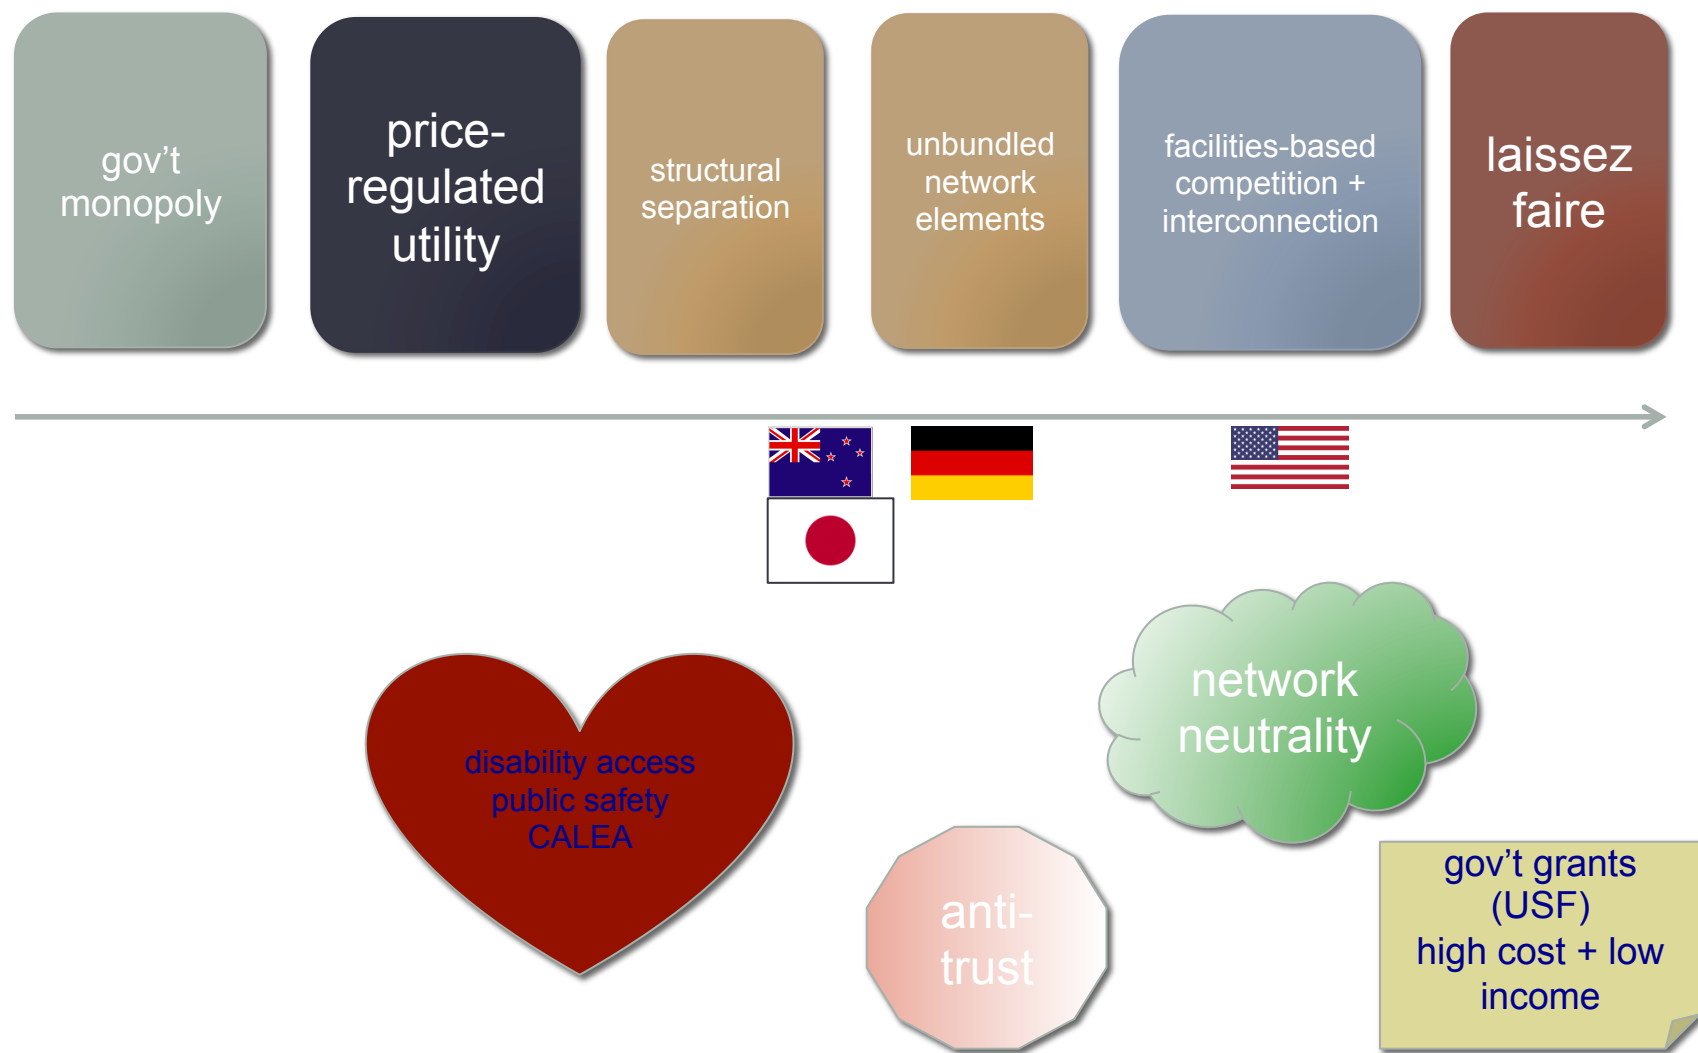 gov't
monopoly
price-
regulated
utility
structural
separation
unbundled
network
elements
facilities-based
competition +
interconnection
laissez
faire
disability access
public safety
CALEA
network
neutrality
anti-
trust
gov't grants
(USF)
high cost + low
income